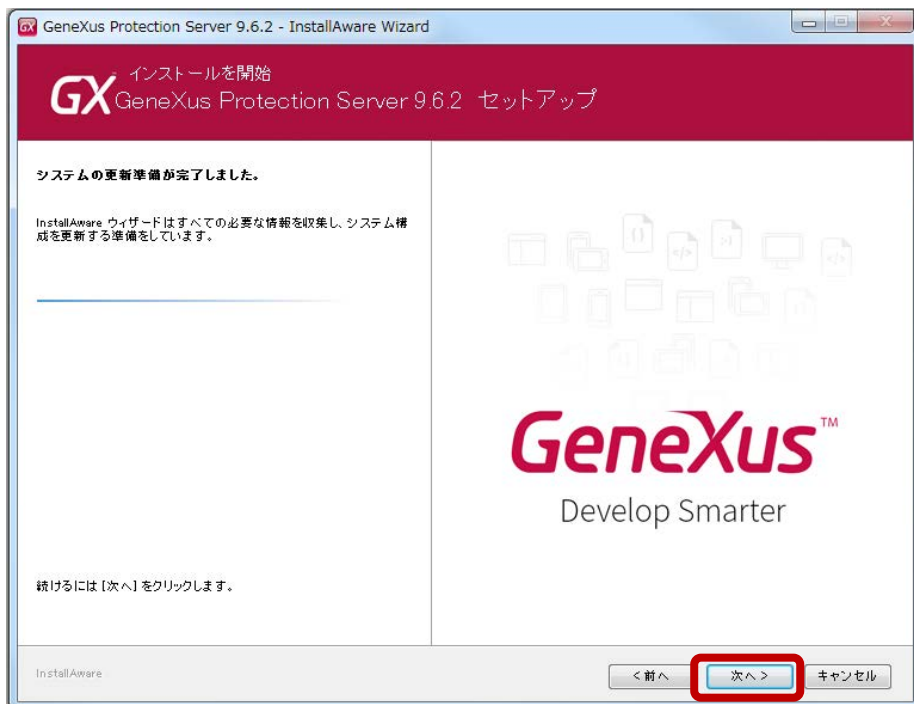 GeneXus Protection Server 9.6.2 - InstallAware Wizard
インストールを開始
GX GeneXus Protection Server 9.6.2 セットアップ
システムの更新準備が完了しました。
InstallAware ウィザードはすべての必要な情報を収集し、システム構
成を更新する準備をしています。
GeneXus™
Develop Smarter
続けるには [次へ] をクリックします。
InstallAware
<前へ
次へ>
キャンセル